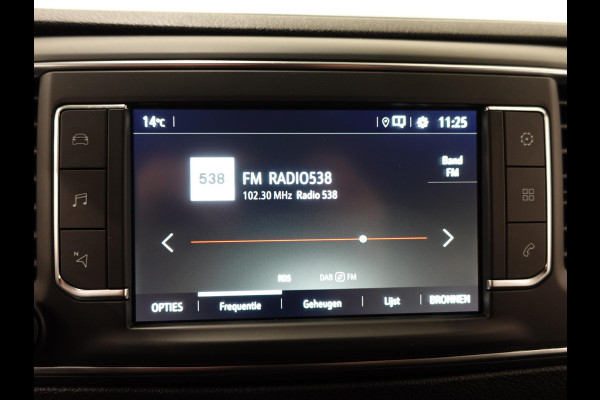 14°C 11:25
538
FM RADIO538
102.30 MHz Radio 538
Band
FM
RDS DAB FM
OPTIES Frequentie Geheugen Lijst BRONNEN
N